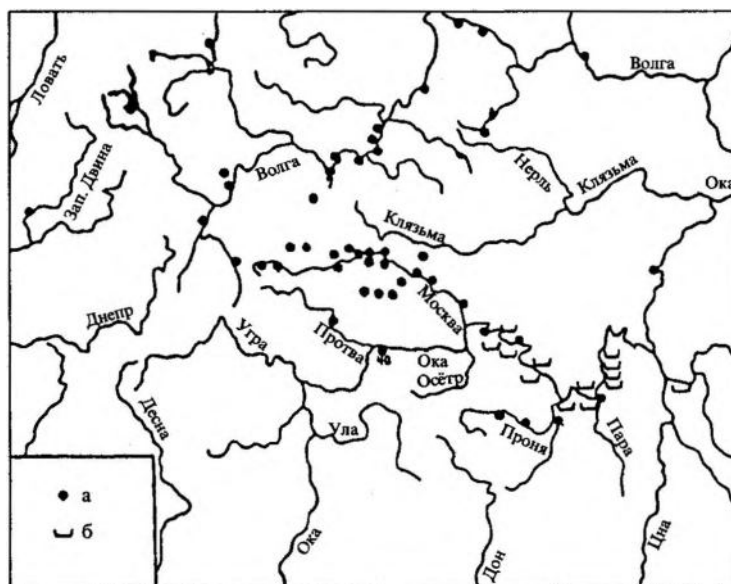 Ловать
Волга
Зап. Двина
Волга
Нерль
Клязьма
Ока
Клязьма
Днепр
Угра
Протва
Москва
Ока
Осётр
Десна
Ула
Проня
Пара
а
б
Ока
Дон
Цна